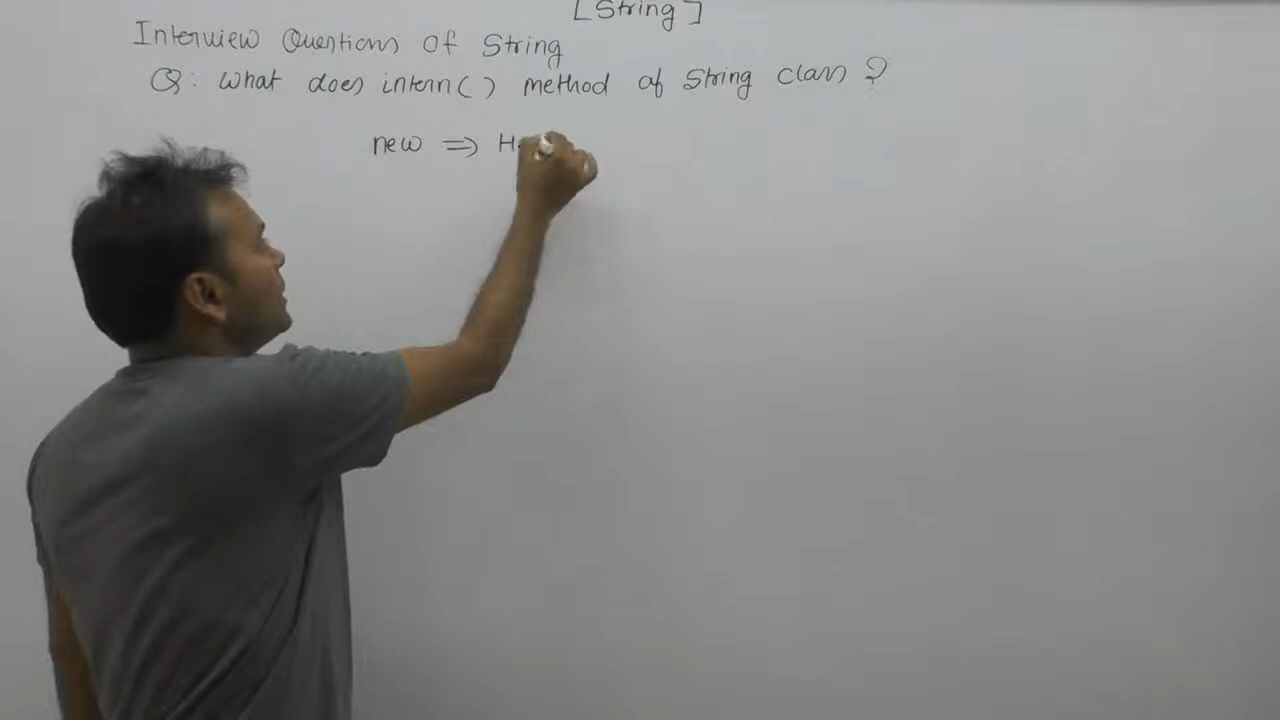 [String]
Interview Questions Of String
Q: What does intern() method of String class?
new ⇒ H